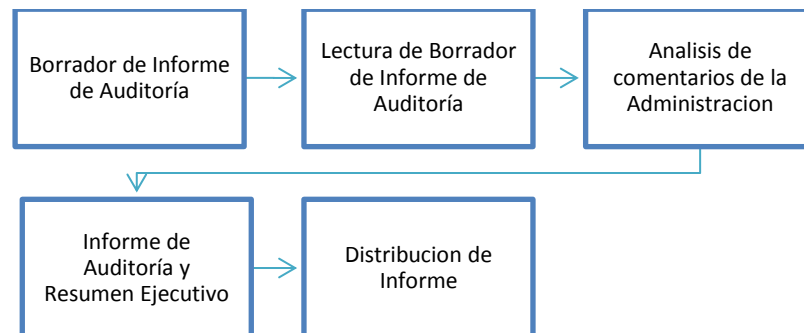 Borrador de Informe
de Auditoría
Lectura de Borrador
de Informe de
Auditoría
Analisis de
comentarios de la
Administracion
Informe de
Auditoría y
Resumen Ejecutivo
Distribucion de
Informe